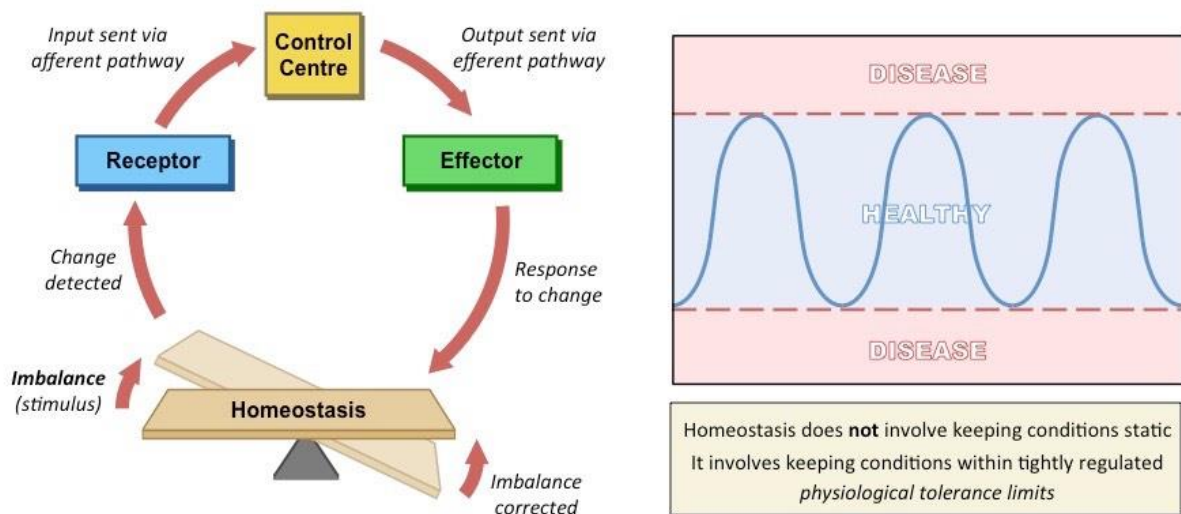 Input sent via
afferent pathway
Control
Centre
Output sent via
efferent pathway
Receptor
Effector
Change
detected
Response
to change
Imbalance
(stimulus)
Homeostasis
Imbalance
corrected
DISEASE
HEALTHY
DISEASE
Homeostasis does not involve keeping conditions static
It involves keeping conditions within tightly regulated
physiological tolerance limits